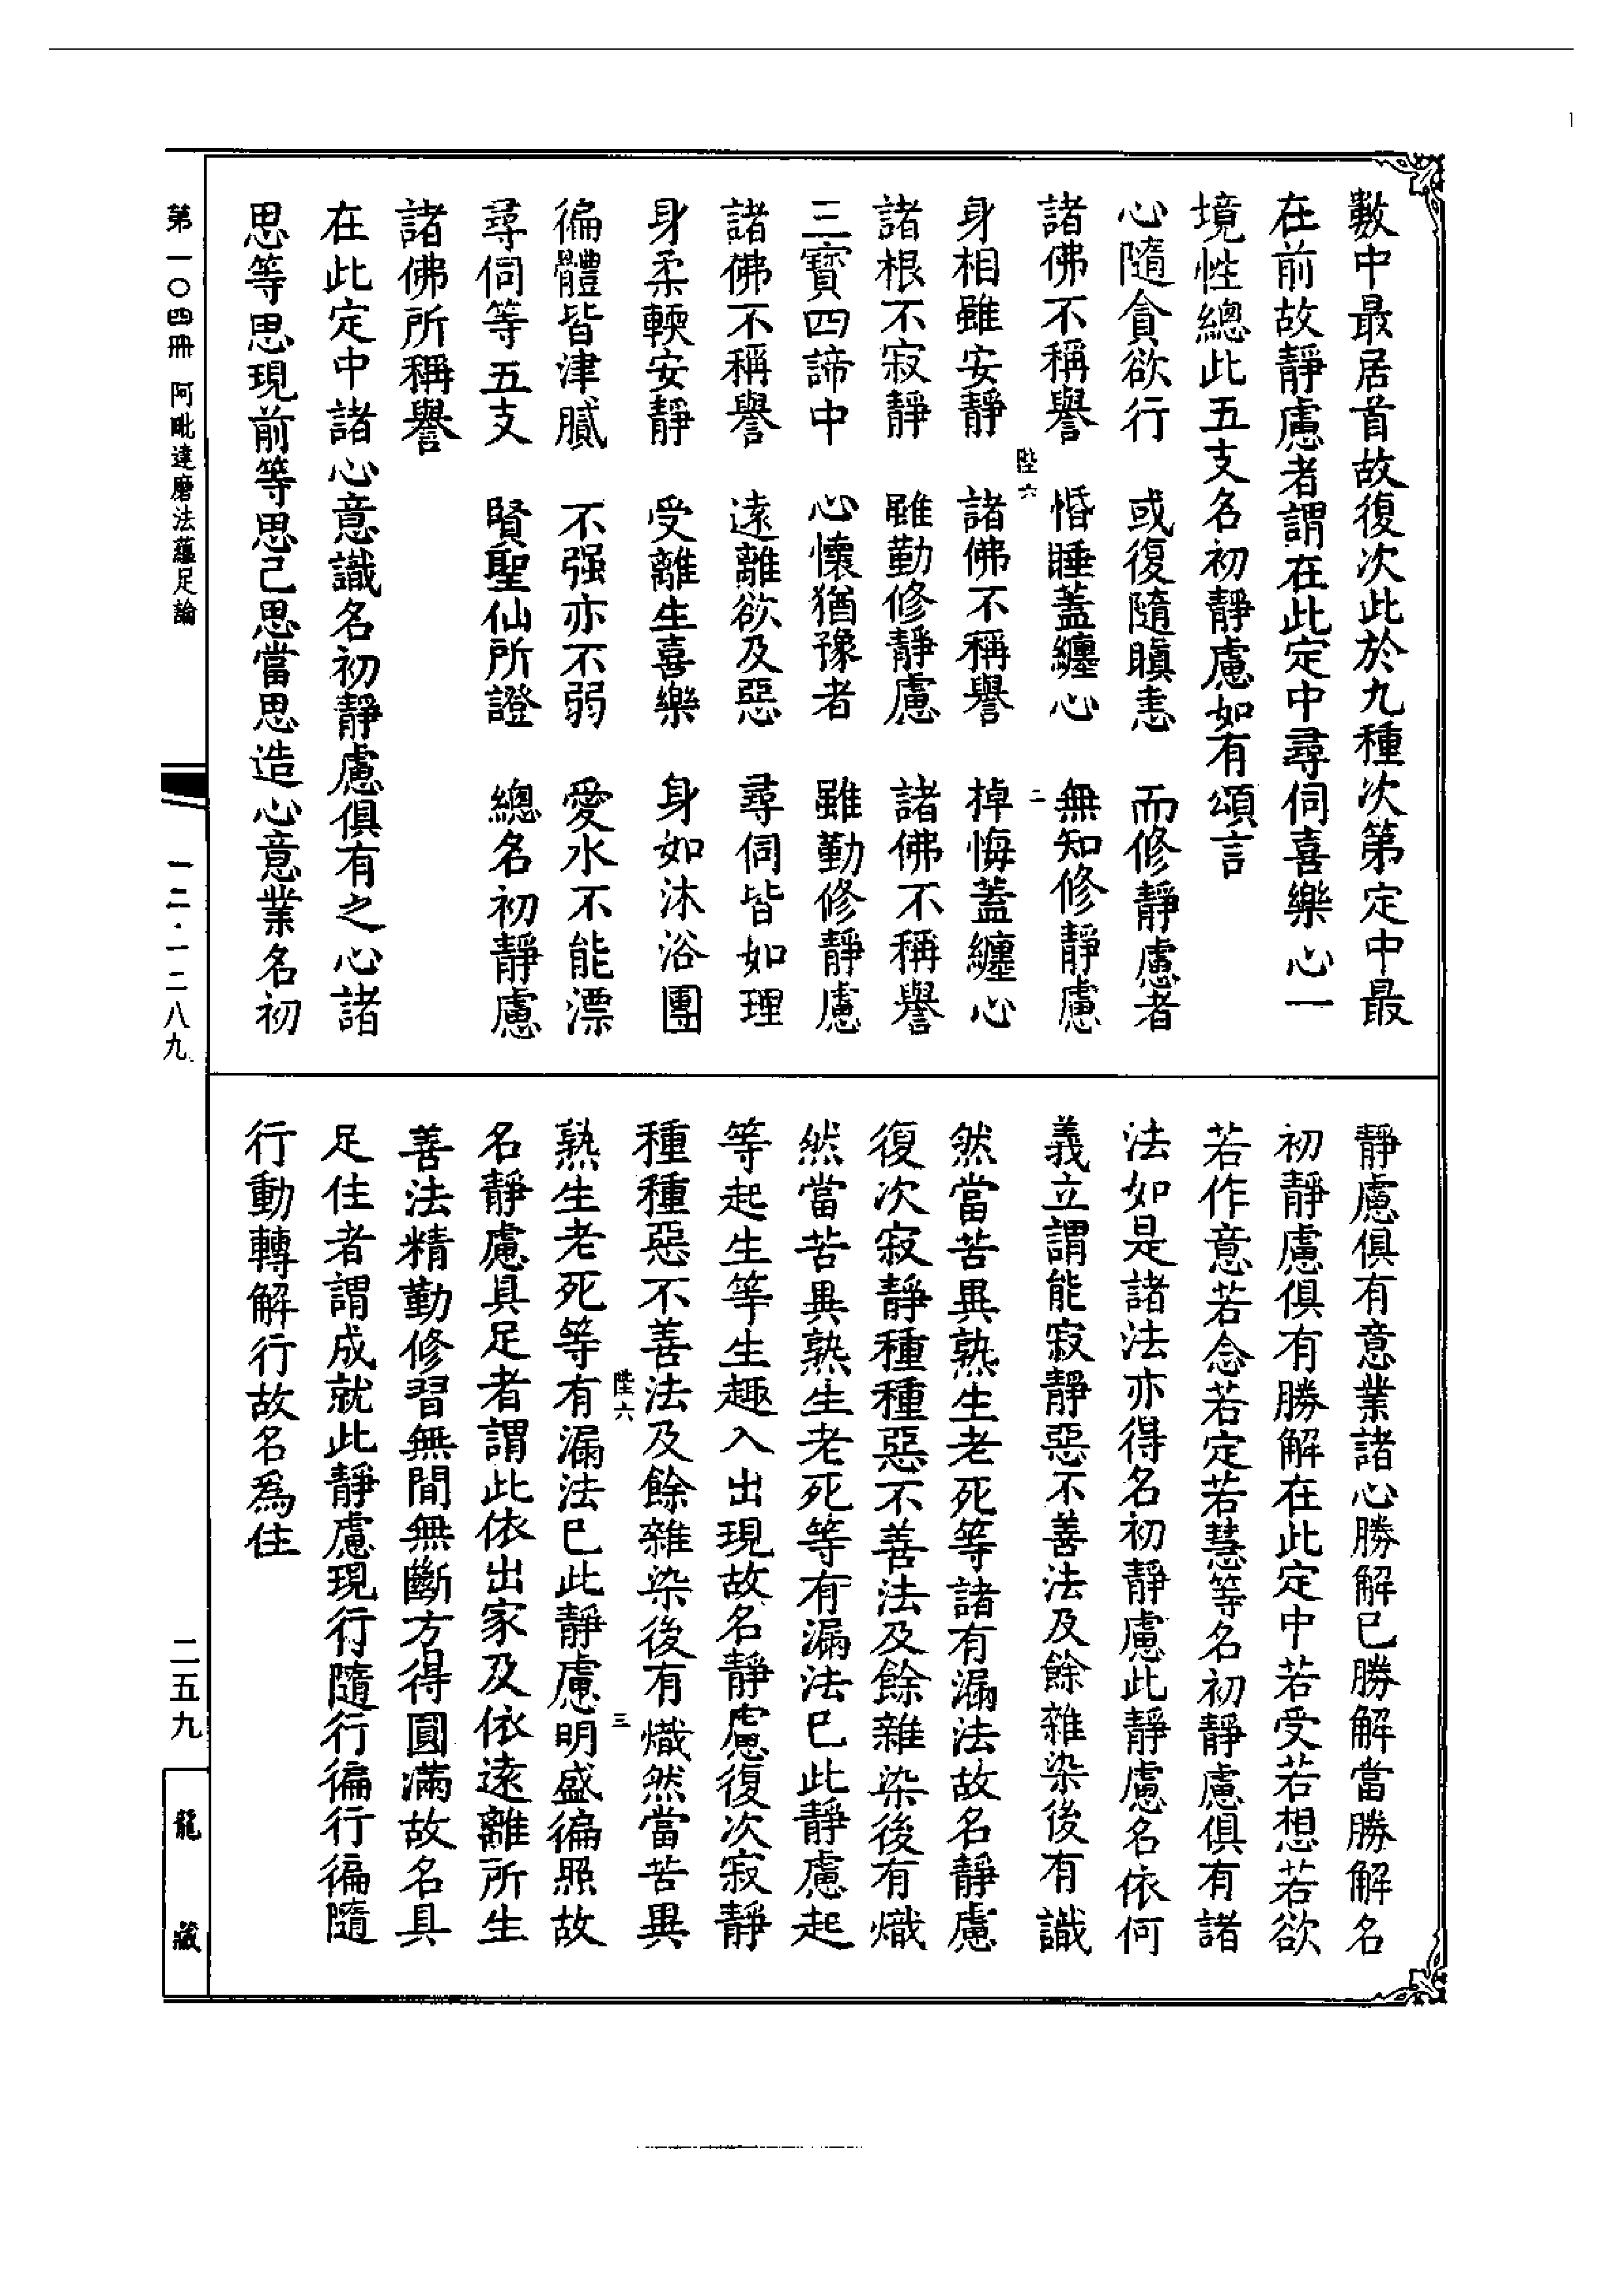 1
數中最居首故復次此於九種次第定中最
在前故靜慮者謂在此定中尋伺喜樂心一
境性總此五支名初靜慮如有頌言
心隨貪欲行　或復隨瞋恚　而修靜慮者
諸佛不稱譽　惛睡蓋纏心　無知修靜慮
陛六　二
身相雖安靜　諸佛不稱譽　掉悔蓋纏心
諸根不寂靜　雖勤修靜慮　諸佛不稱譽
三寶四諦中　心懷猶豫者　雖勤修靜慮
諸佛不稱譽　遠離欲及惡　尋伺皆如理
身柔輭安靜　受離生喜樂　身如沐浴團
徧體皆津膩　不强亦不弱　愛水不能漂
尋伺等五支　賢聖仙所證　總名初靜慮
諸佛所稱譽
在此定中諸心意識名初靜慮俱有之心諸
思等思現前等思己思當思造心意業名初
靜慮俱有意業諸心勝解已勝解當勝解名
初靜慮俱有勝解在此定中若受若想若欲
若作意若念若定若慧等名初靜慮俱有諸
法如是諸法亦得名初靜慮此靜慮名依何
義立謂能寂靜惡不善法及餘雜染後有識
然當苦異熟生老死等諸有漏法故名靜慮
復次寂靜種種惡不善法及餘雜染後有熾
然當苦異熟生老死等有漏法已此靜慮起
等起生等生趣入出現故名靜慮復次寂靜
種種惡不善法及餘雜染後有熾然當苦異
陛六　三
熟生老死等有漏法已此靜慮明盛徧照故
名靜慮具足者謂此依出家及依遠離所生
善法精勤修習無間無斷方得圓滿故名具
足住者謂成就此靜慮現行隨行徧行徧隨
行動轉解行故名爲住
第一〇四冊　阿毗達磨法蘊足論
一二·一二八九
二五九
龍藏